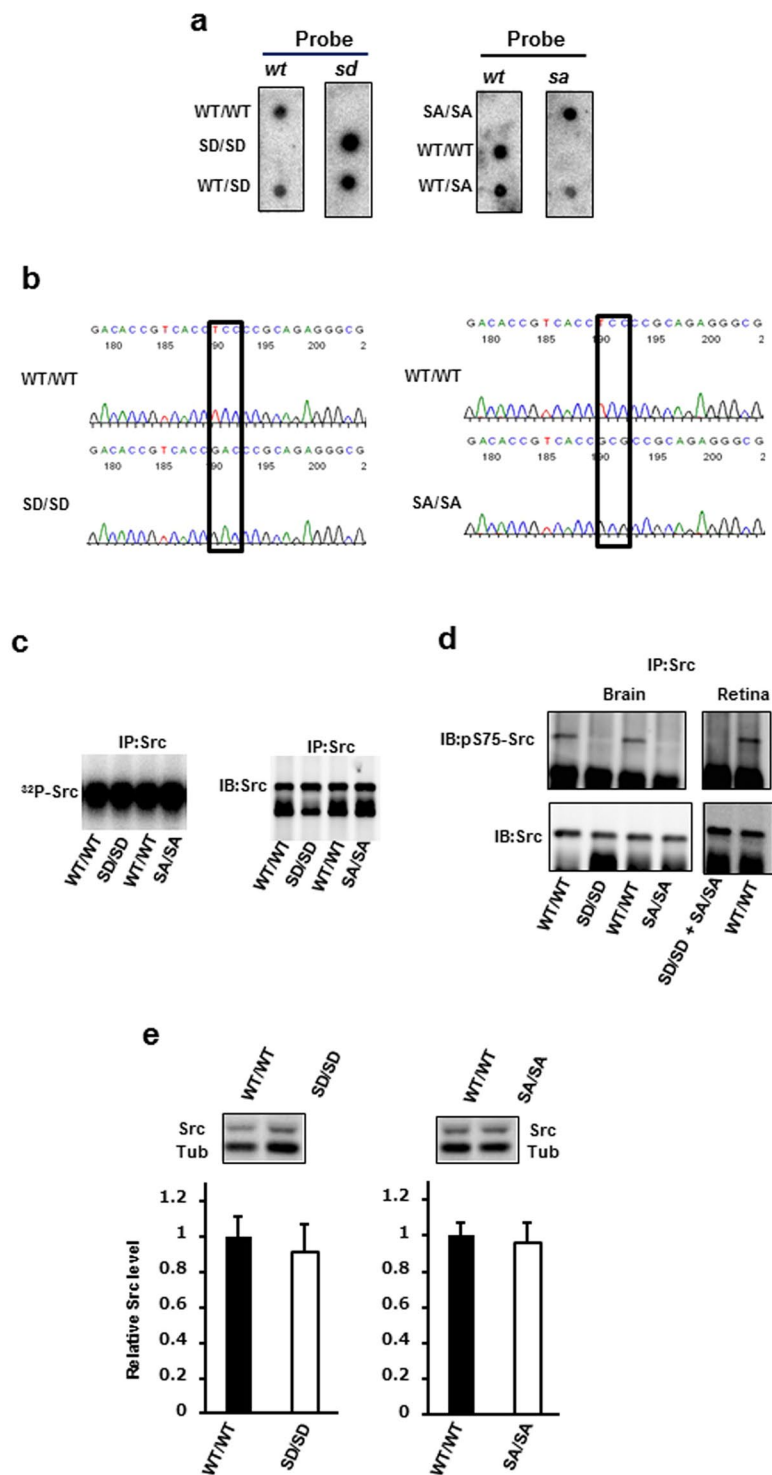 a
Probe
Probe
wt
sd
wt
sa
WT/WT
SD/SD
WT/SD
SA/SA
WT/WT
WT/SA
b
GACACCGTCACCTCCCCGCAGAGGGCG
180 185 190 195 200 2
WT/WT
GACACCGTCACCGACCCGCAGAGGGCG
180 185 190 195 200 2
SD/SD
GACACCGTCACCTCCCCGCAGAGGGCG
180 185 190 195 200 2
WT/WT
GACACCGTCACCGCGCCGCAGAGGGCG
180 185 190 195 200 2
SA/SA
c
IP:Src
32P-Src
WT/WT
SD/SD
WT/WT
SA/SA
IP:Src
IB:Src
WT/WT
SD/SD
WT/WT
SA/SA
d
IP:Src
Brain
Retina
IB:pS75-Src
IB:Src
WT/WT
SD/SD
WT/WT
SA/SA
SD/SD + SA/SA
WT/WT
e
WT/WT
SD/SD
Src
Tub
WT/WT
SA/SA
Src
Tub
Relative Src level
1.2
1
0.8
0.6
0.4
0.2
0
WT/WT
SD/SD
1.2
1
0.8
0.6
0.4
0.2
0
WT/WT
SA/SA